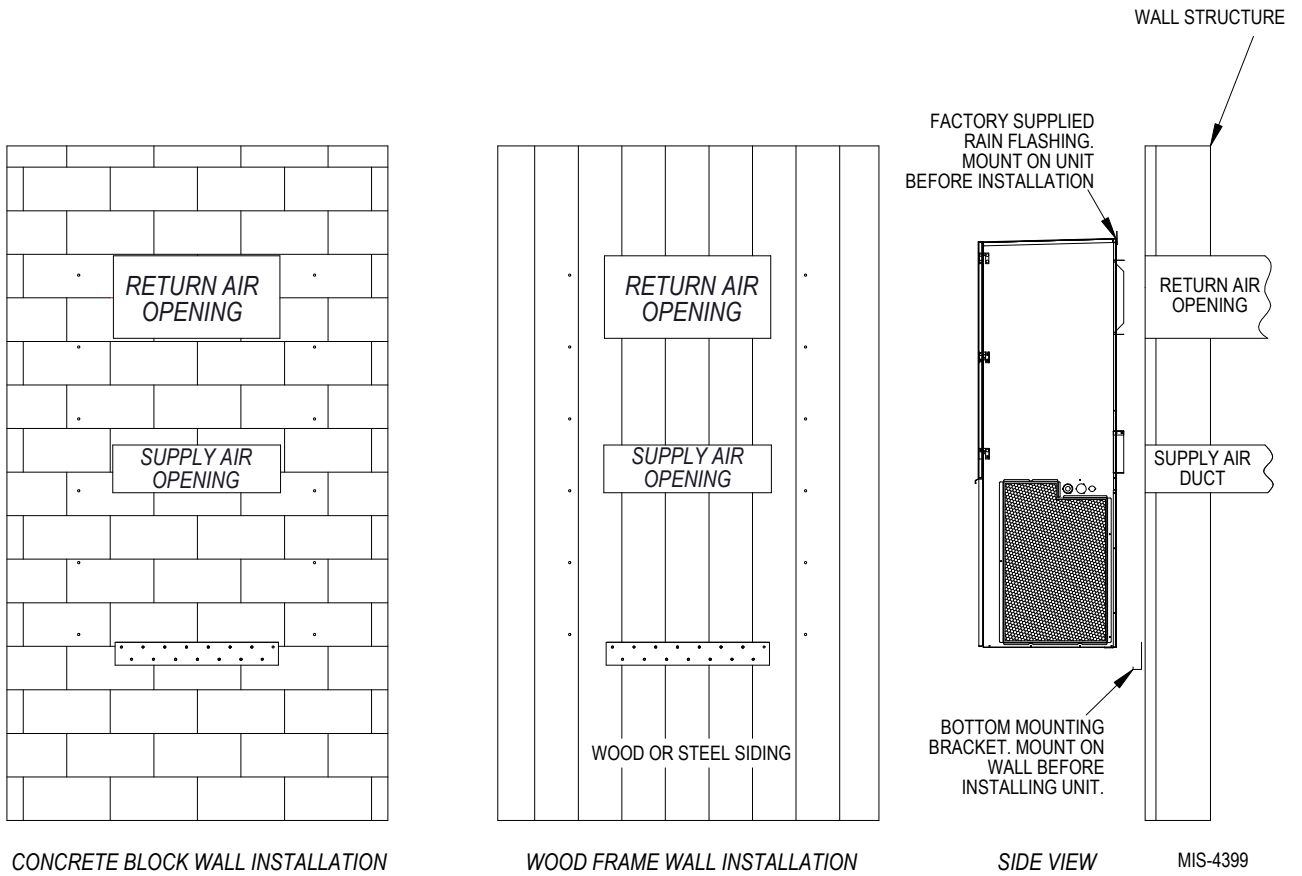 WALL STRUCTURE
FACTORY SUPPLIED
RAIN FLASHING.
MOUNT ON UNIT
BEFORE INSTALLATION
RETURN AIR
OPENING
RETURN AIR
OPENING
RETURN AIR
OPENING
SUPPLY AIR
OPENING
SUPPLY AIR
OPENING
SUPPLY AIR
DUCT
WOOD OR STEEL SIDING
BOTTOM MOUNTING
BRACKET. MOUNT ON
WALL BEFORE
INSTALLING UNIT.
CONCRETE BLOCK WALL INSTALLATION
WOOD FRAME WALL INSTALLATION
SIDE VIEW
MIS-4399